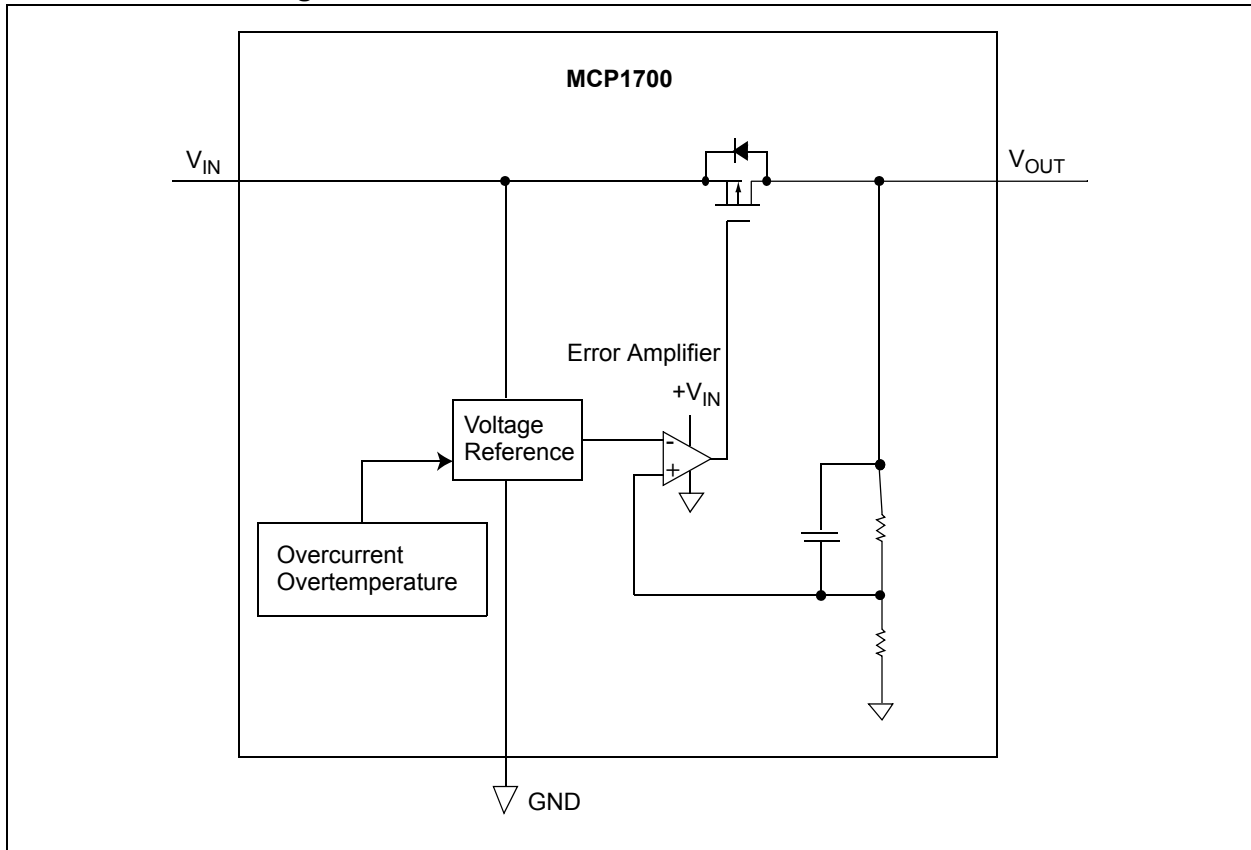 MCP1700
VIN
VOUT
Error Amplifier
+VIN
Voltage
Reference
-
+
Overcurrent
Overtemperature
GND